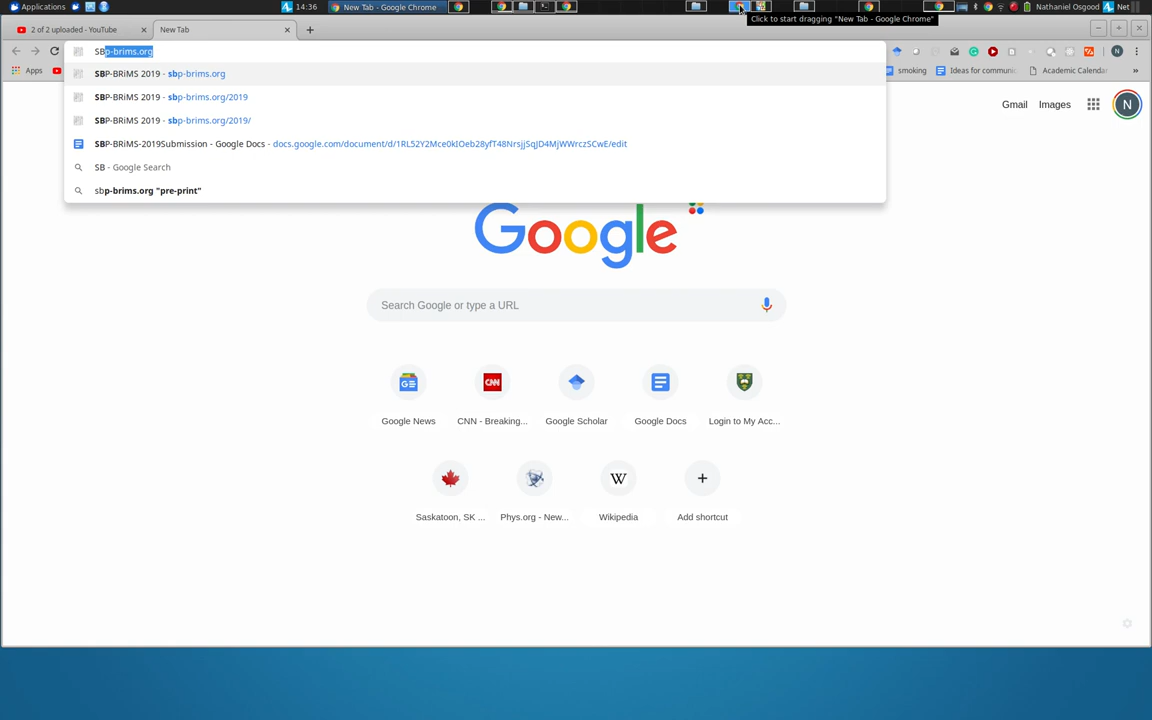 Applications
14:36
New Tab - Google Chrome
Nathaniel Osgood
Net
Click to start dragging "New Tab - Google Chrome"
2 of 2 uploaded - YouTube
New Tab
SBp-brims.org
N
Apps
smoking
Ideas for communic
Academic Calendar
»
SBP-BRiMS 2019 - sbp-brims.org
SBP-BRiMS 2019 - sbp-brims.org/2019
SBP-BRiMS 2019 - sbp-brims.org/2019/
SBP-BRiMS-2019Submission - Google Docs - docs.google.com/document/d/1RL52Y2Mce0kIOeb28yfT48NrsjjSqJD4MjWWrczSCwE/edit
SB - Google Search
sbp-brims.org "pre-print"
Gmail Images
N
Google
Search Google or type a URL
CNN
Google News CNN - Breaking... Google Scholar Google Docs Login to My Acc...
W
Saskatoon, SK ... Phys.org - New... Wikipedia Add shortcut